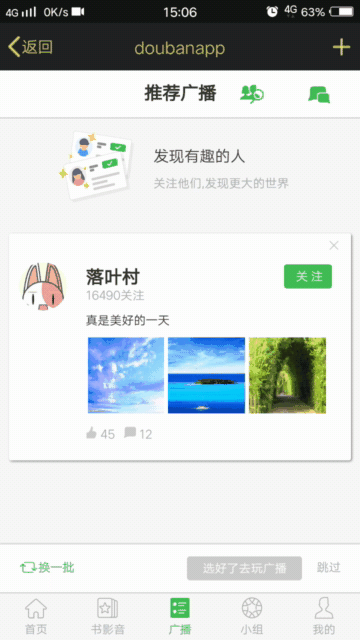 4G 0K/s 15:06 4G 63%
返回 doubanapp
推荐广播
发现有趣的人
关注他们,发现更大的世界
落叶村 关注
16490关注
真是美好的一天
45 12
换一批 选好了去玩广播 跳过
首页 书影音 广播 小组 我的